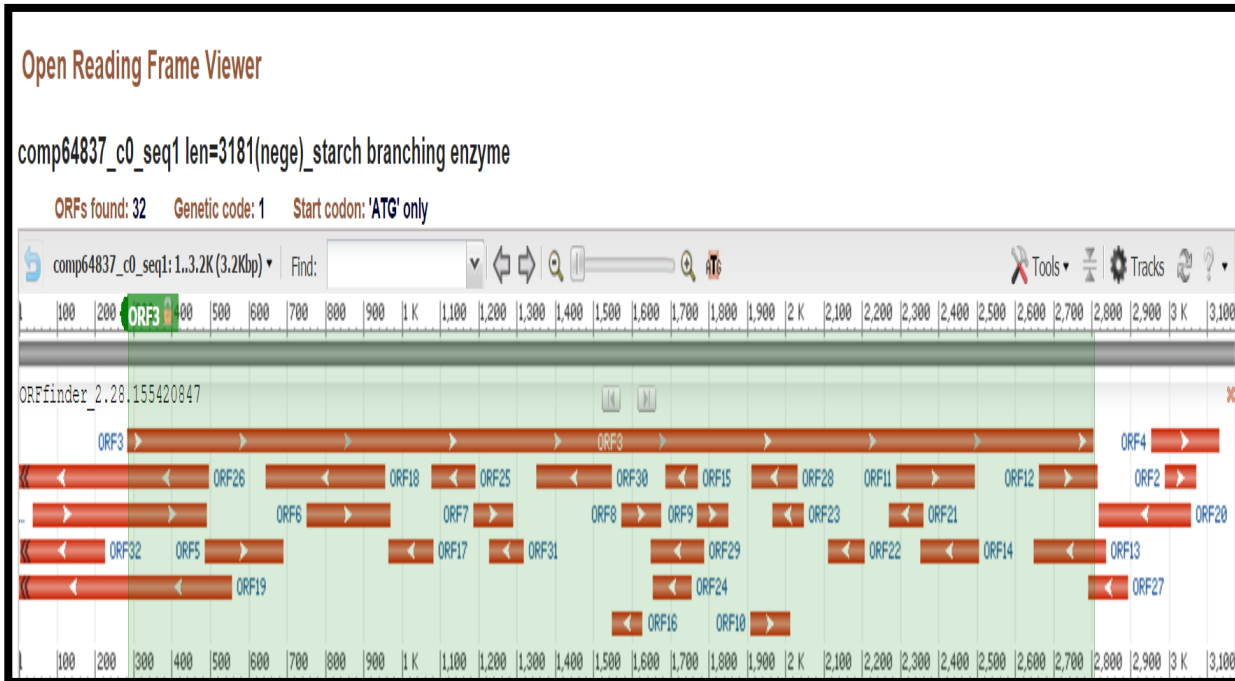 Open Reading Frame Viewer
comp64837_c0_seq1 len=3181(nege)_starch branching enzyme
ORFs found: 32 Genetic code: 1 Start codon: 'ATG' only
comp64837_c0_seq1: 1..3.2K (3.2Kbp) Find: ATG Tools Tracks ?
1 100 200 ORF3 400 500 600 700 800 900 1 K 1,100 1,200 1,300 1,400 1,500 1,600 1,700 1,800 1,900 2 K 2,100 2,200 2,300 2,400 2,500 2,600 2,700 2,800 2,900 3 K 3,100
ORFfinder_2.28.155420847
ORF3 ORF3 ORF4
ORF26 ORF18 ORF25 ORF30 ORF15 ORF28 ORF11 ORF12 ORF2
... ORF6 ORF7 ORF8 ORF9 ORF23 ORF21 ORF20
ORF32 ORF5 ORF17 ORF31 ORF29 ORF22 ORF14 ORF13
ORF19 ORF24 ORF27
ORF16 ORF10
1 100 200 300 400 500 600 700 800 900 1 K 1,100 1,200 1,300 1,400 1,500 1,600 1,700 1,800 1,900 2 K 2,100 2,200 2,300 2,400 2,500 2,600 2,700 2,800 2,900 3 K 3,100